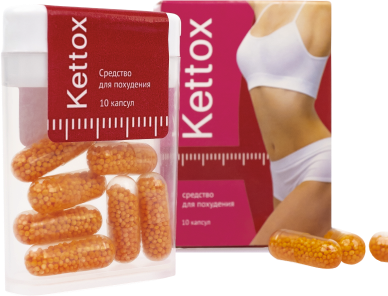 Kettox
Средство
для похудения
10 капсул
Kettox
средство
для похудения
10 капсул